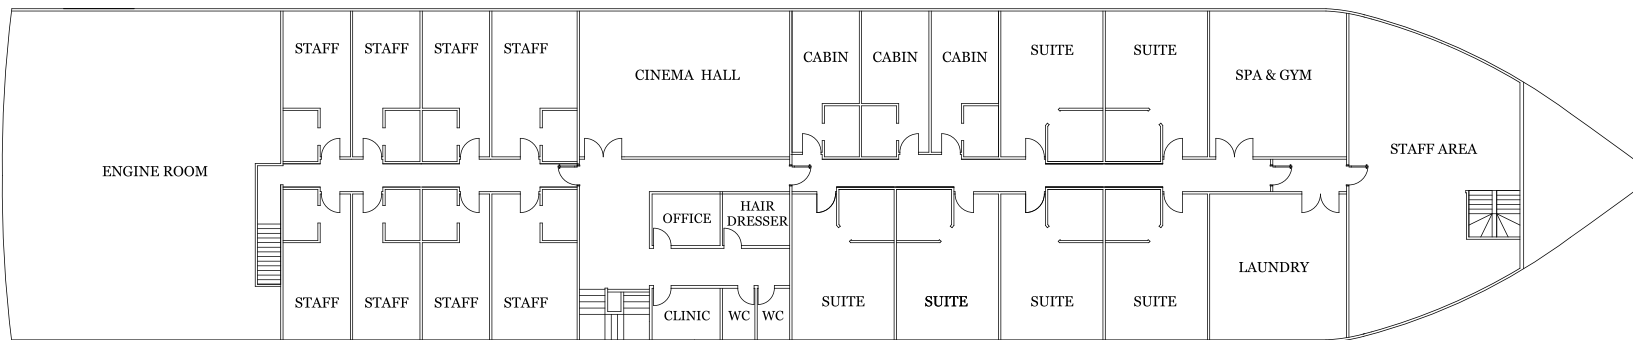 STAFF
STAFF
STAFF
STAFF
CINEMA HALL
CABIN
CABIN
CABIN
SUITE
SUITE
SPA & GYM
STAFF AREA
ENGINE ROOM
OFFICE
HAIR
DRESSER
LAUNDRY
STAFF
STAFF
STAFF
STAFF
CLINIC
WC
WC
SUITE
SUITE
SUITE
SUITE